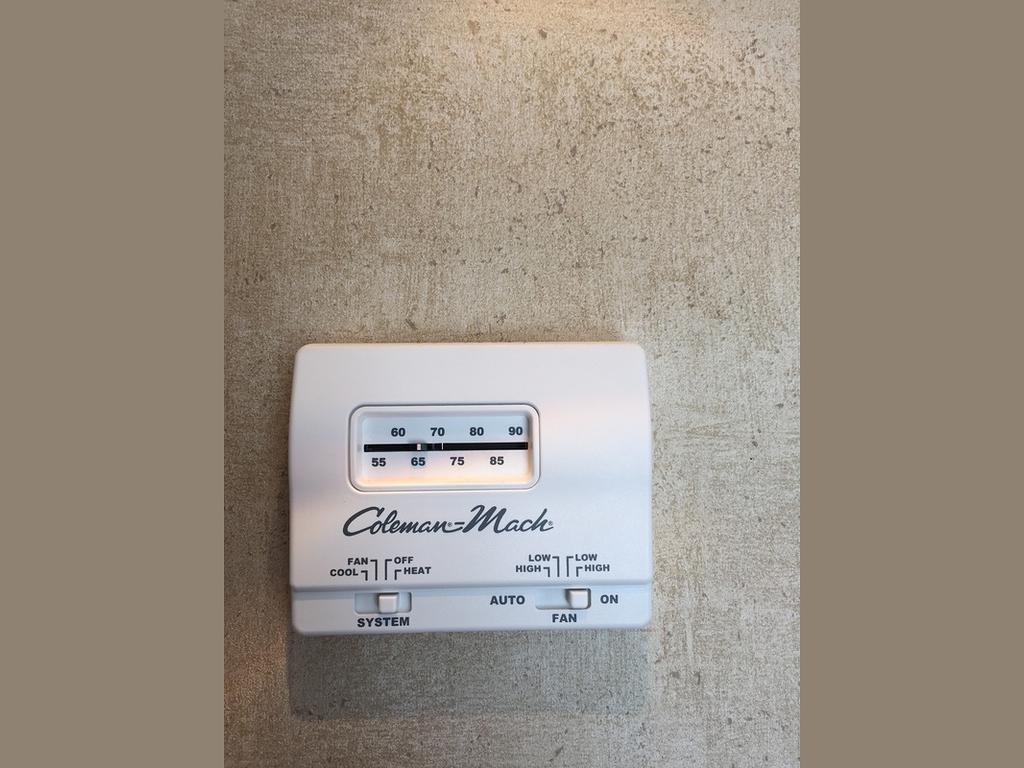 60 70 80 90
55 65 75 85
Coleman®-Mach®
FAN OFF
COOL HEAT
LOW LOW
HIGH HIGH
AUTO ON
SYSTEM
FAN